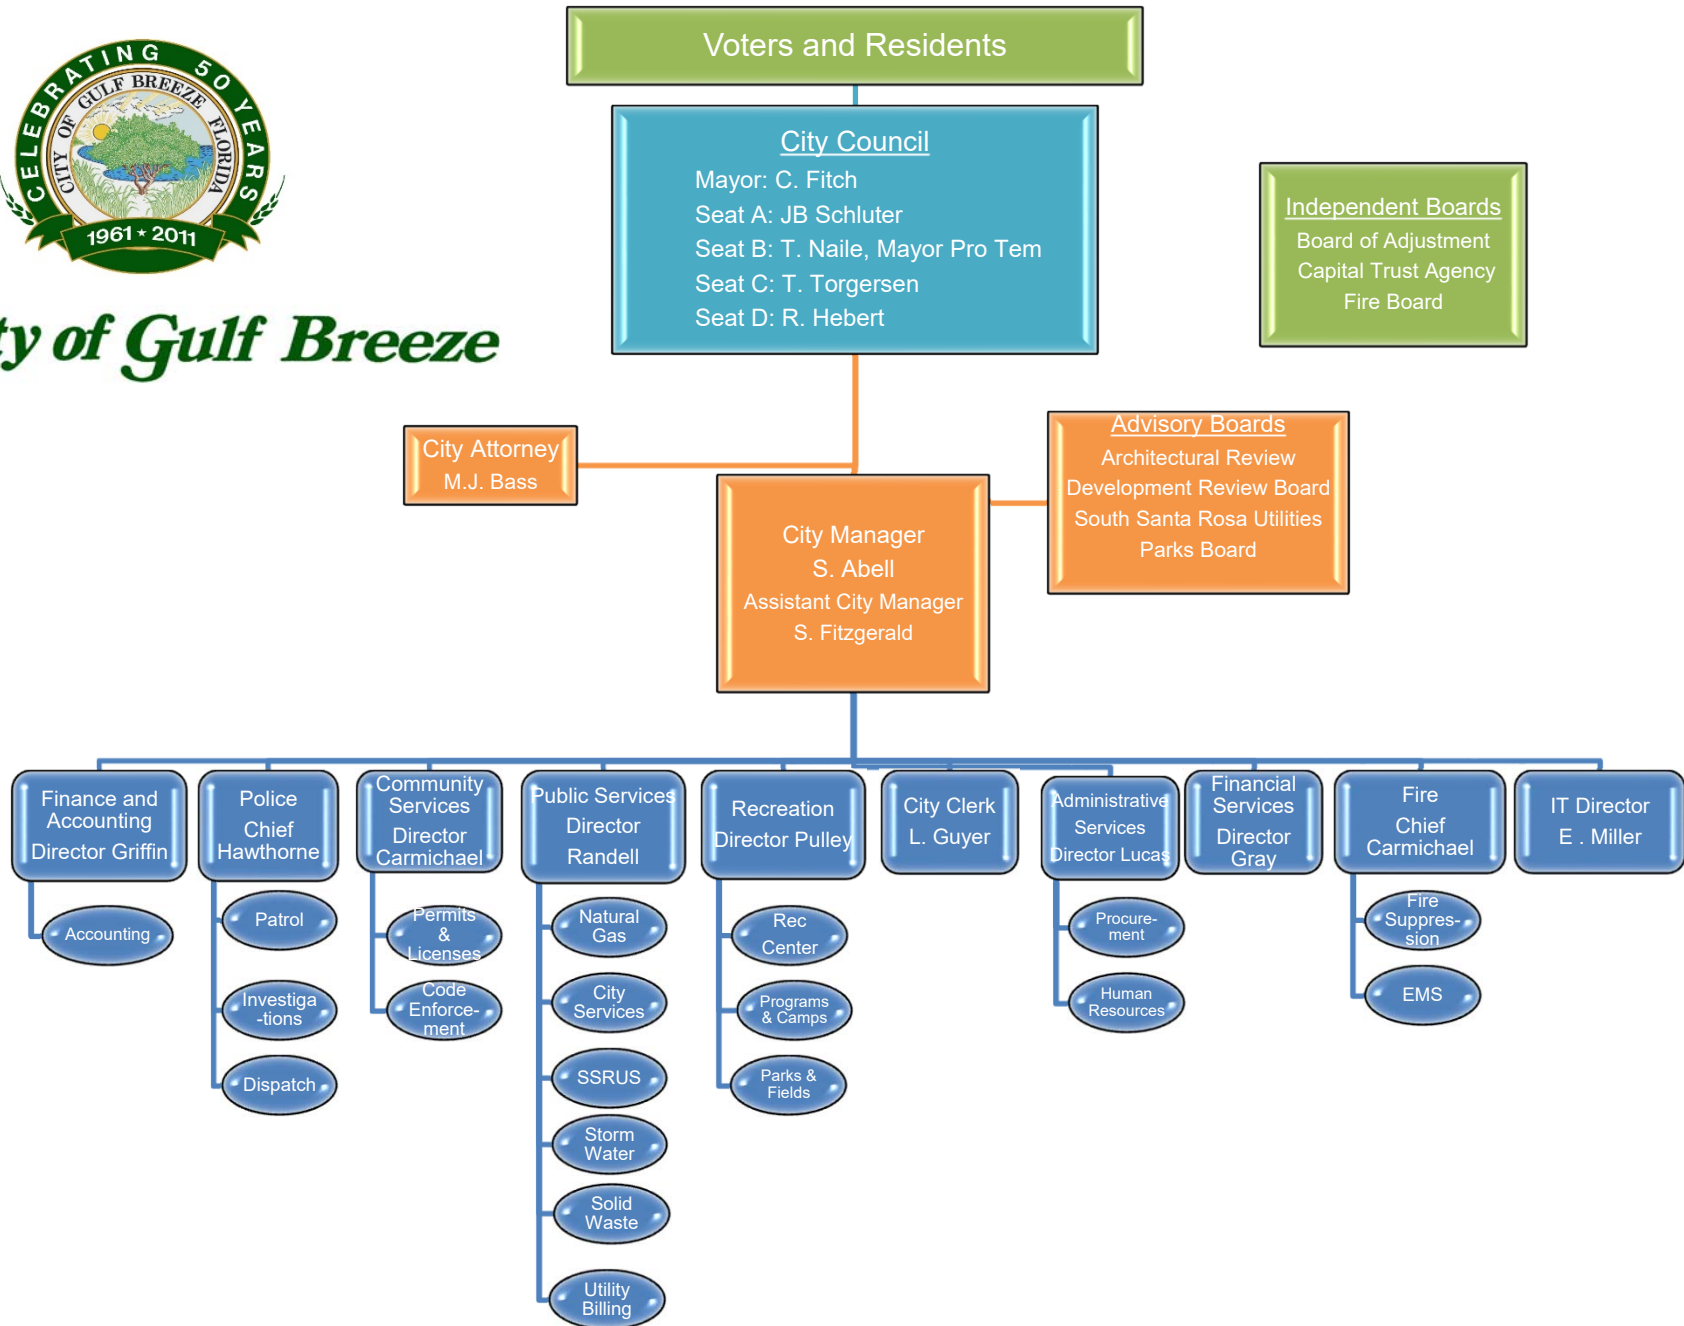 Voters and Residents
CELEBRATING 50 YEARS
CITY OF GULF BREEZE FLORIDA
1961 ★ 2011
ty of Gulf Breeze
City Council
Mayor: C. Fitch
Seat A: JB Schluter
Seat B: T. Naile, Mayor Pro Tem
Seat C: T. Torgersen
Seat D: R. Hebert
Independent Boards
Board of Adjustment
Capital Trust Agency
Fire Board
City Attorney
M.J. Bass
Advisory Boards
Architectural Review
Development Review Board
South Santa Rosa Utilities
Parks Board
City Manager
S. Abell
Assistant City Manager
S. Fitzgerald
Finance and
Accounting
Director Griffin
Accounting
Police
Chief
Hawthorne
Patrol
Investiga
-tions
Dispatch
Community
Services
Director
Carmichael
Permits
&
Licenses
Code
Enforce-
ment
Public Services
Director
Randell
Natural
Gas
City
Services
SSRUS
Storm
Water
Solid
Waste
Utility
Billing
Recreation
Director Pulley
Rec
Center
Programs
& Camps
Parks &
Fields
City Clerk
L. Guyer
Administrative
Services
Director Lucas
Procure-
ment
Human
Resources
Financial
Services
Director
Gray
Fire
Chief
Carmichael
Fire
Suppres-
sion
EMS
IT Director
E . Miller